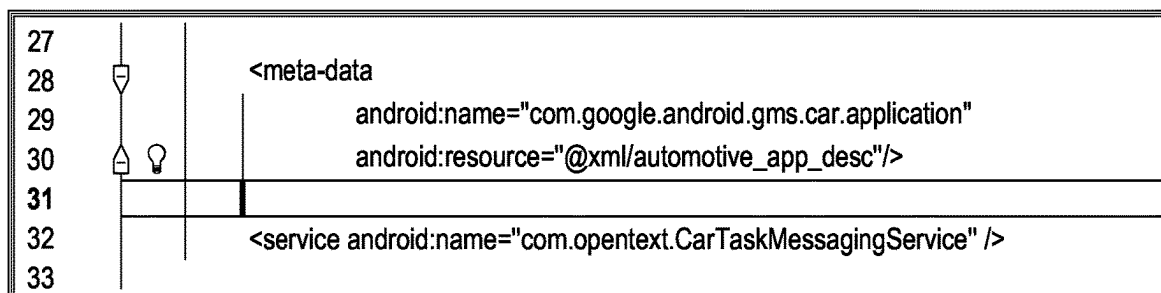 27
28 <meta-data
29 android:name="com.google.android.gms.car.application"
30 android:resource="@xml/automotive_app_desc"/>
31
32 <service android:name="com.opentext.CarTaskMessagingService" />
33